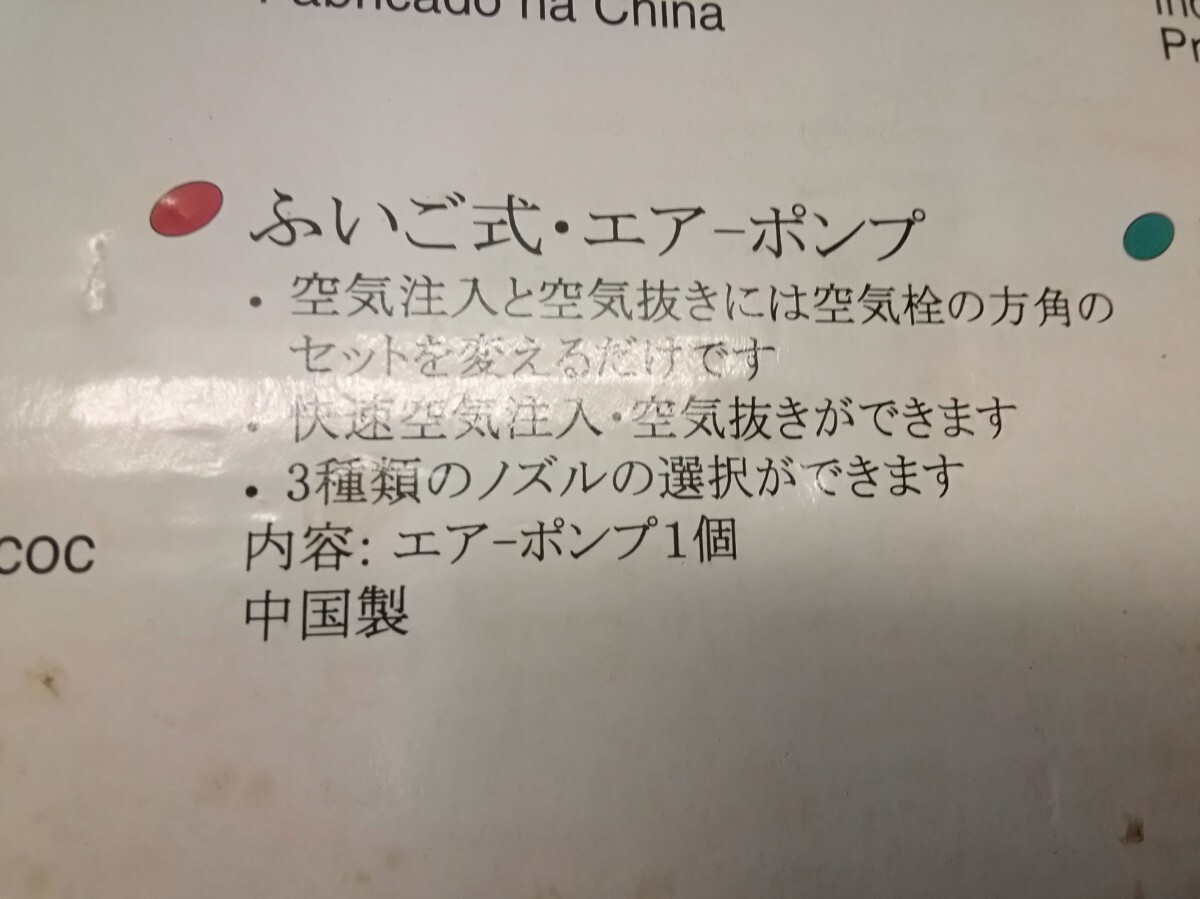 Fabricado na China
Pr
ふいご式・エアーポンプ
・空気注入と空気抜きには空気栓の方角の
セットを変えるだけです
・快速空気注入・空気抜きができます
・3種類のノズルの選択ができます
内容: エアーポンプ1個
coc
中国製